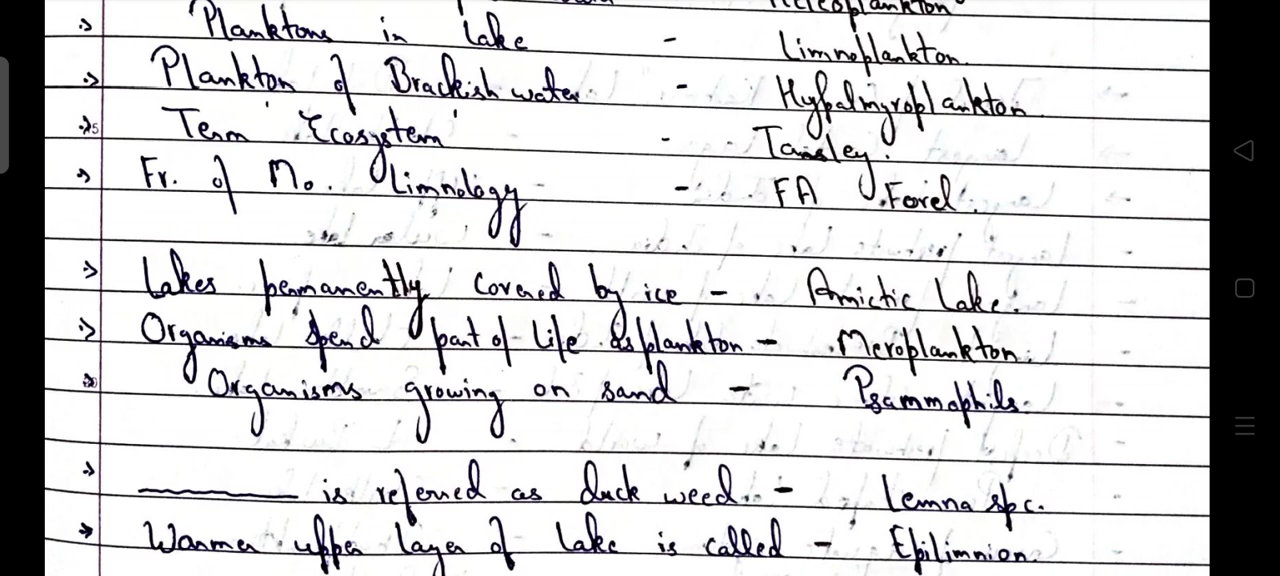 Planktons in Lake - Limnoplankton.
Plankton of Brackish water - Hypalmyroplankton
Term 'Ecosystem' - Tansley.
Fr. of Mo. Limnology - FA Forel.
Lakes permanently covered by ice - Amictic Lake.
Organisms spend part of life as plankton - Meroplankton.
Organisms growing on sand - Psammophils.
is referred as duck weed. - Lemna spc.
Warmer upper layer of Lake is called - Epilimnion.